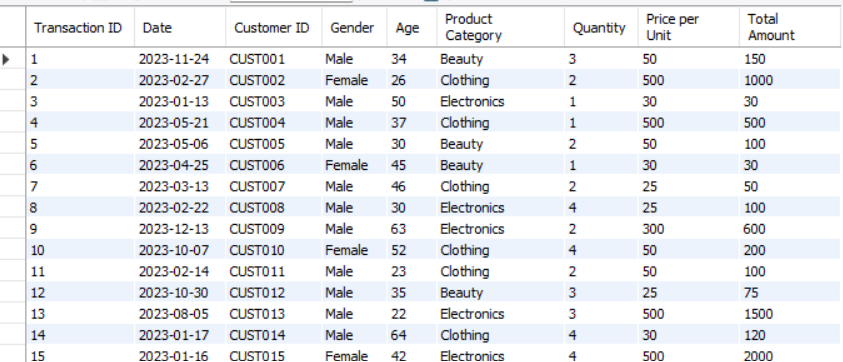 Transaction ID Date Customer ID Gender Age Product Category Quantity Price per Unit Total Amount
1 2023-11-24 CUST001 Male 34 Beauty 3 50 150
2 2023-02-27 CUST002 Female 26 Clothing 2 500 1000
3 2023-01-13 CUST003 Male 50 Electronics 1 30 30
4 2023-05-21 CUST004 Male 37 Clothing 1 500 500
5 2023-05-06 CUST005 Male 30 Beauty 2 50 100
6 2023-04-25 CUST006 Female 45 Beauty 1 30 30
7 2023-03-13 CUST007 Male 46 Clothing 2 25 50
8 2023-02-22 CUST008 Male 30 Electronics 4 25 100
9 2023-12-13 CUST009 Male 63 Electronics 2 300 600
10 2023-10-07 CUST010 Female 52 Clothing 4 50 200
11 2023-02-14 CUST011 Male 23 Clothing 2 50 100
12 2023-10-30 CUST012 Male 35 Beauty 3 25 75
13 2023-08-05 CUST013 Male 22 Electronics 3 500 1500
14 2023-01-17 CUST014 Male 64 Clothing 4 30 120
15 2023-01-16 CUST015 Female 42 Electronics 4 500 2000